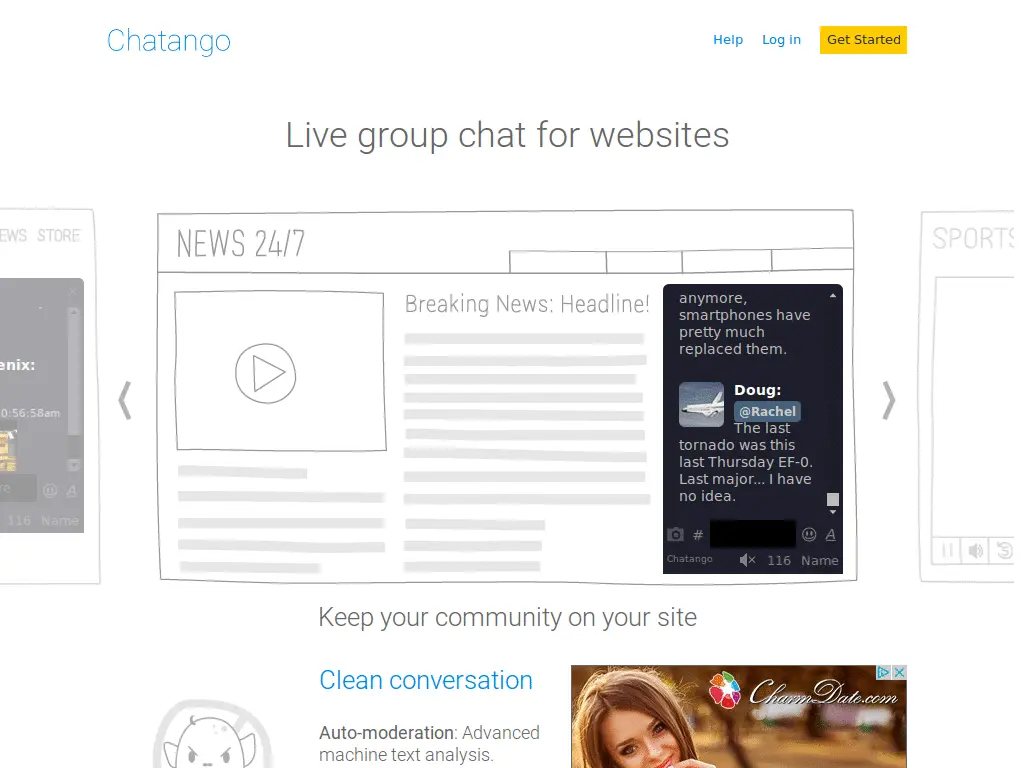 Chatango
Help
Log in
Get Started
Live group chat for websites
EWS STORE
enix:
0:56:58am
re
116 Name
NEWS 24/7
Breaking News: Headline!
anymore,
smartphones have
pretty much
replaced them.
Doug:
@Rachel
The last
tornado was this
last Thursday EF-0.
Last major... I have
no idea.
# A
Chatango 116 Name
SPORTS
Keep your community on your site
Clean conversation
Auto-moderation: Advanced
machine text analysis.
CharmDate.com